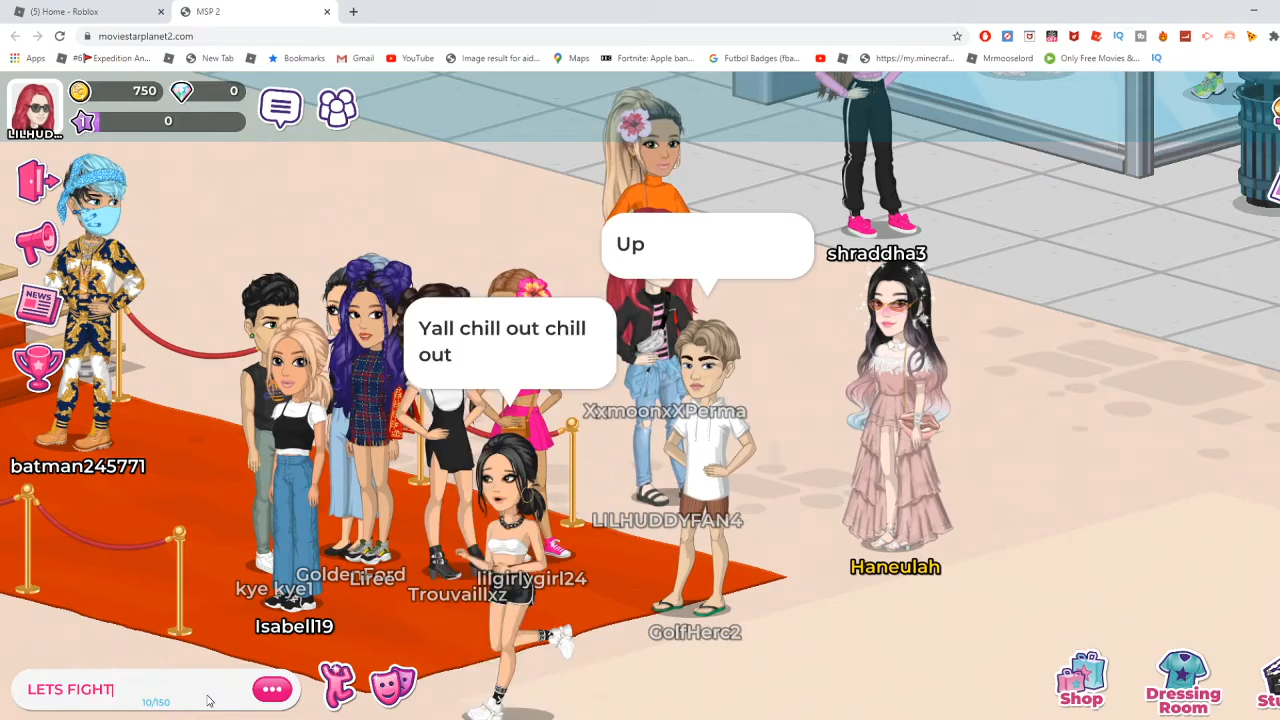 (5) Home - Roblox
MSP 2
moviestarplanet2.com
Apps
#6 Expedition An...
New Tab
Bookmarks
Gmail
YouTube
Image result for aid...
Maps
Fortnite: Apple ban...
Futbol Badges (fba...
https://my.minecraf...
Mrmooselord
Only Free Movies &...
IQ
750
0
0
LILHUD...
NEWS
Up
shraddha3
Yall chill out chill
out
XxmoonxXPerma
batman245771
LILHUDDYFAN4
Haneulah
GoldenFord
Liree
kye kye1
lilgirlygirl24
Trouvaillxz
Isabell19
GolfHerc2
LETS FIGHT
10/150
Shop
Dressing
Room